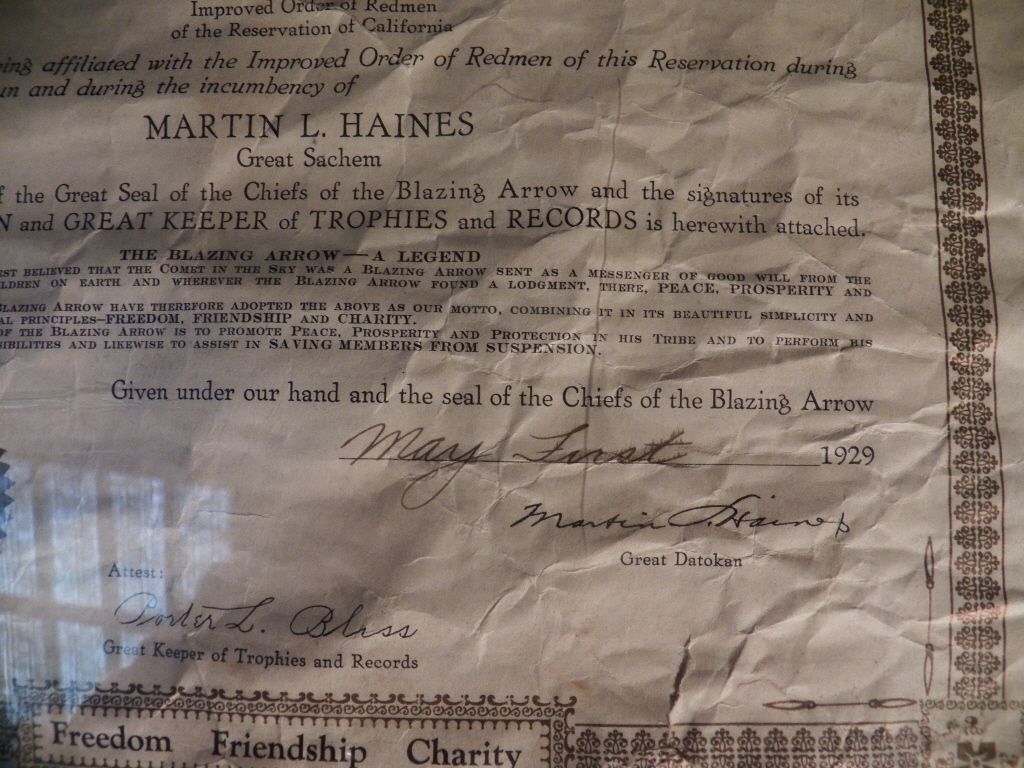 Improved Order of Redmen
of the Reservation of California
affiliated with the Improved Order of Redmen of this Reservation during
and during the incumbency of
MARTIN L. HAINES
Great Sachem
the Great Seal of the Chiefs of the Blazing Arrow and the signatures of its
and GREAT KEEPER of TROPHIES and RECORDS is herewith attached.
THE BLAZING ARROW—A LEGEND
BELIEVED THAT THE COMET IN THE SKY WAS A BLAZING ARROW SENT AS A MESSENGER OF GOOD WILL FROM THE
ON EARTH AND WHEREVER THE BLAZING ARROW FOUND A LODGMENT, THERE, PEACE, PROSPERITY AND
BLAZING ARROW HAVE THEREFORE ADOPTED THE ABOVE AS OUR MOTTO, COMBINING IT IN ITS BEAUTIFUL SIMPLICITY AND
PRINCIPLES—FREEDOM, FRIENDSHIP AND CHARITY.
OF THE BLAZING ARROW IS TO PROMOTE PEACE, PROSPERITY AND PROTECTION IN HIS TRIBE AND TO PERFORM HIS
AND LIKEWISE TO ASSIST IN SAVING MEMBERS FROM SUSPENSION.
Given under our hand and the seal of the Chiefs of the Blazing Arrow
May First 1929
Martin L. Haines
Great Datokan
Attest:
Porter L. Bliss
Great Keeper of Trophies and Records
Freedom Friendship Charity